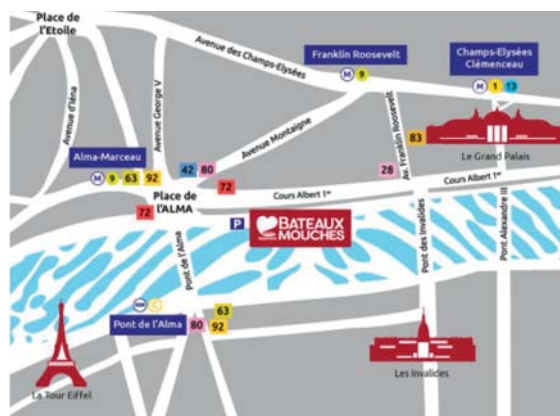 Place de
l'Etoile
Avenue des Champs-Elysées
Franklin Roosevelt
M 9
Champs-Elysées
Clémenceau
M 1 13
Avenue d'Iéna
Avenue George V
Avenue Montaigne
Av. Franklin Roosevelt
83
Le Grand Palais
Alma-Marceau
M 9 63 92
42 80
28
72
Cours Albert 1er
Cours Albert 1er
Place de
l'ALMA
72
P
BATEAUX
MOUCHES
Pont de l'Alma
Pont des Invalides
Pont Alexandre III
RER C
Pont de l'Alma
63
80 92
La Tour Eiffel
Les Invalides